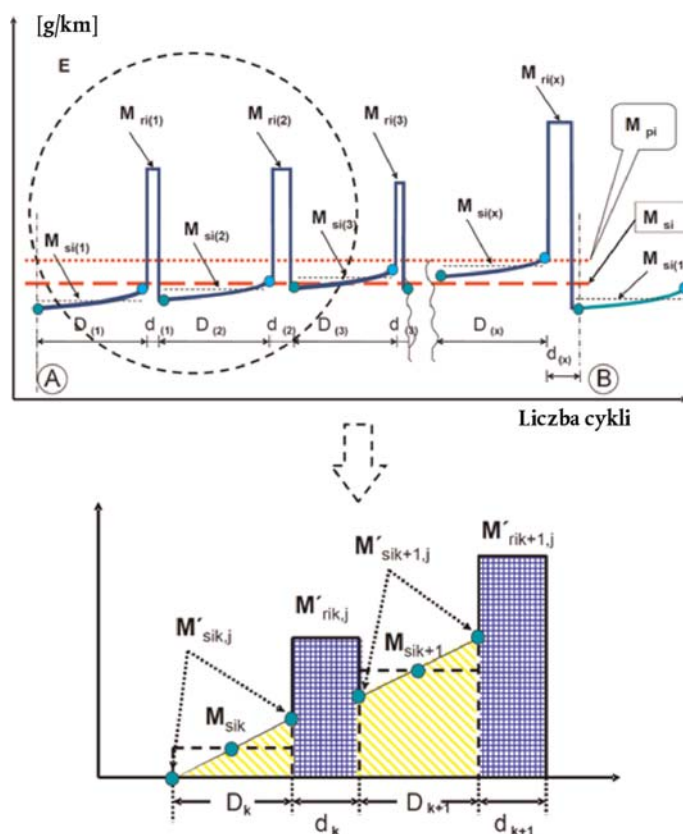 [g/km]
E
M ri(1)
M ri(2)
M ri(3)
M ri(x)
M pi
M si
M si(1)
M si(2)
M si(3)
M si(x)
M si(1
D (1)
d (1)
D (2)
d (2)
D (3)
d (3)
D (x)
d (x)
A
B
Liczba cykli
M´ sik,j
M´ rik,j
M´ sik+1,j
M´ rik+1,j
M sik
M sik+1
D k
d k
D k+1
d k+1